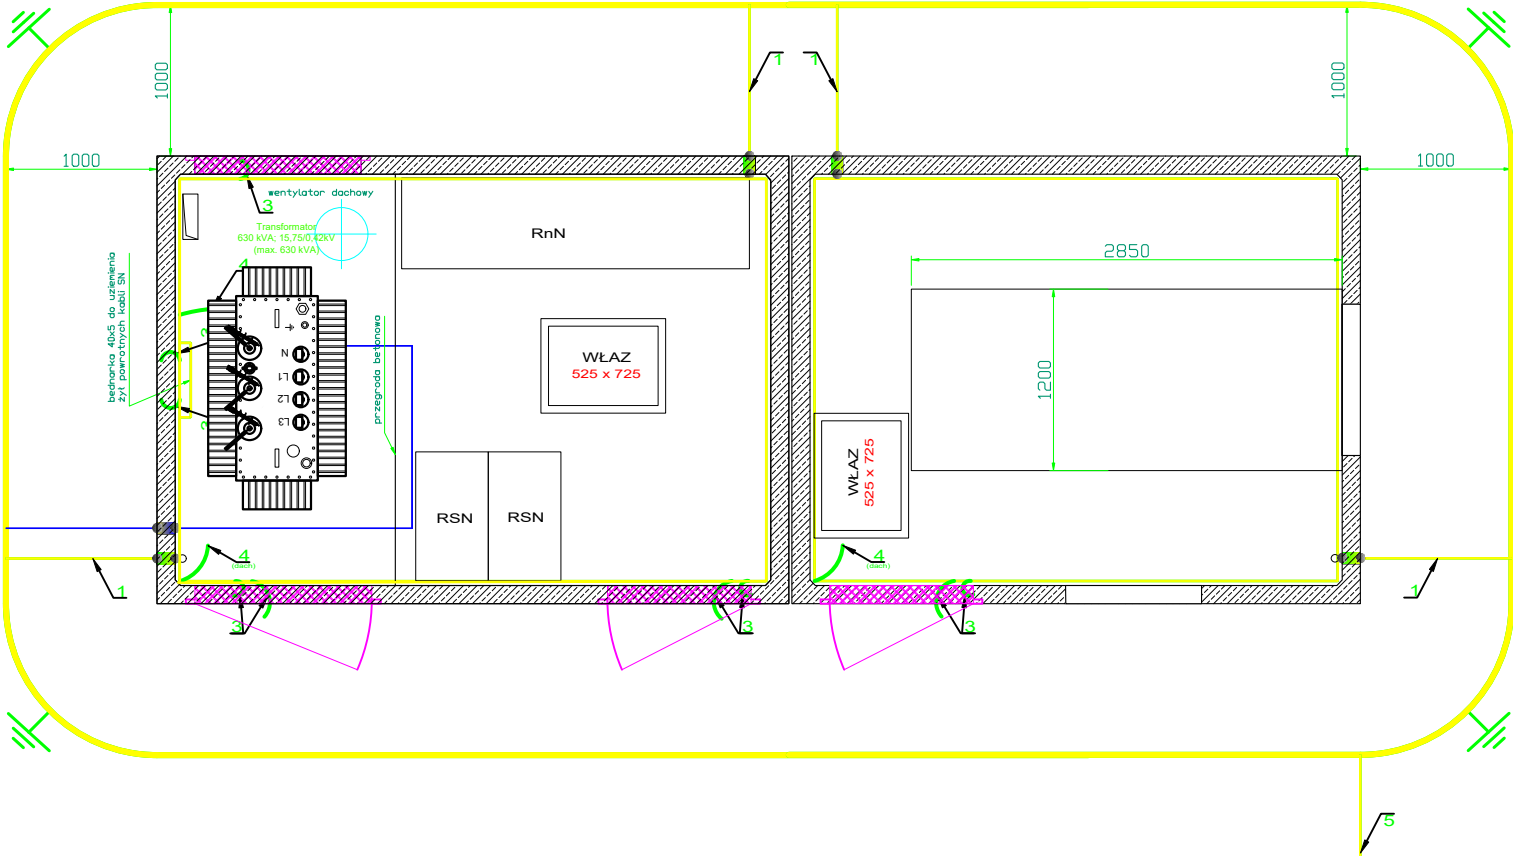 1
1
1000
1000
1000
1000
wentylator dachowy
3
Transformator
630 kVA; 15,75/0,42kV
(max. 630 kVA)
RnN
2850
4
bednarka 40x5 do uziemienia
żył powrotnych kabli SN
2
2
N
L1
L2
L3
przegroda betonowa
WŁAZ
525 x 725
1200
WŁAZ
525 x 725
RSN
RSN
4
(dach)
4
(dach)
1
1
3
3
3
5